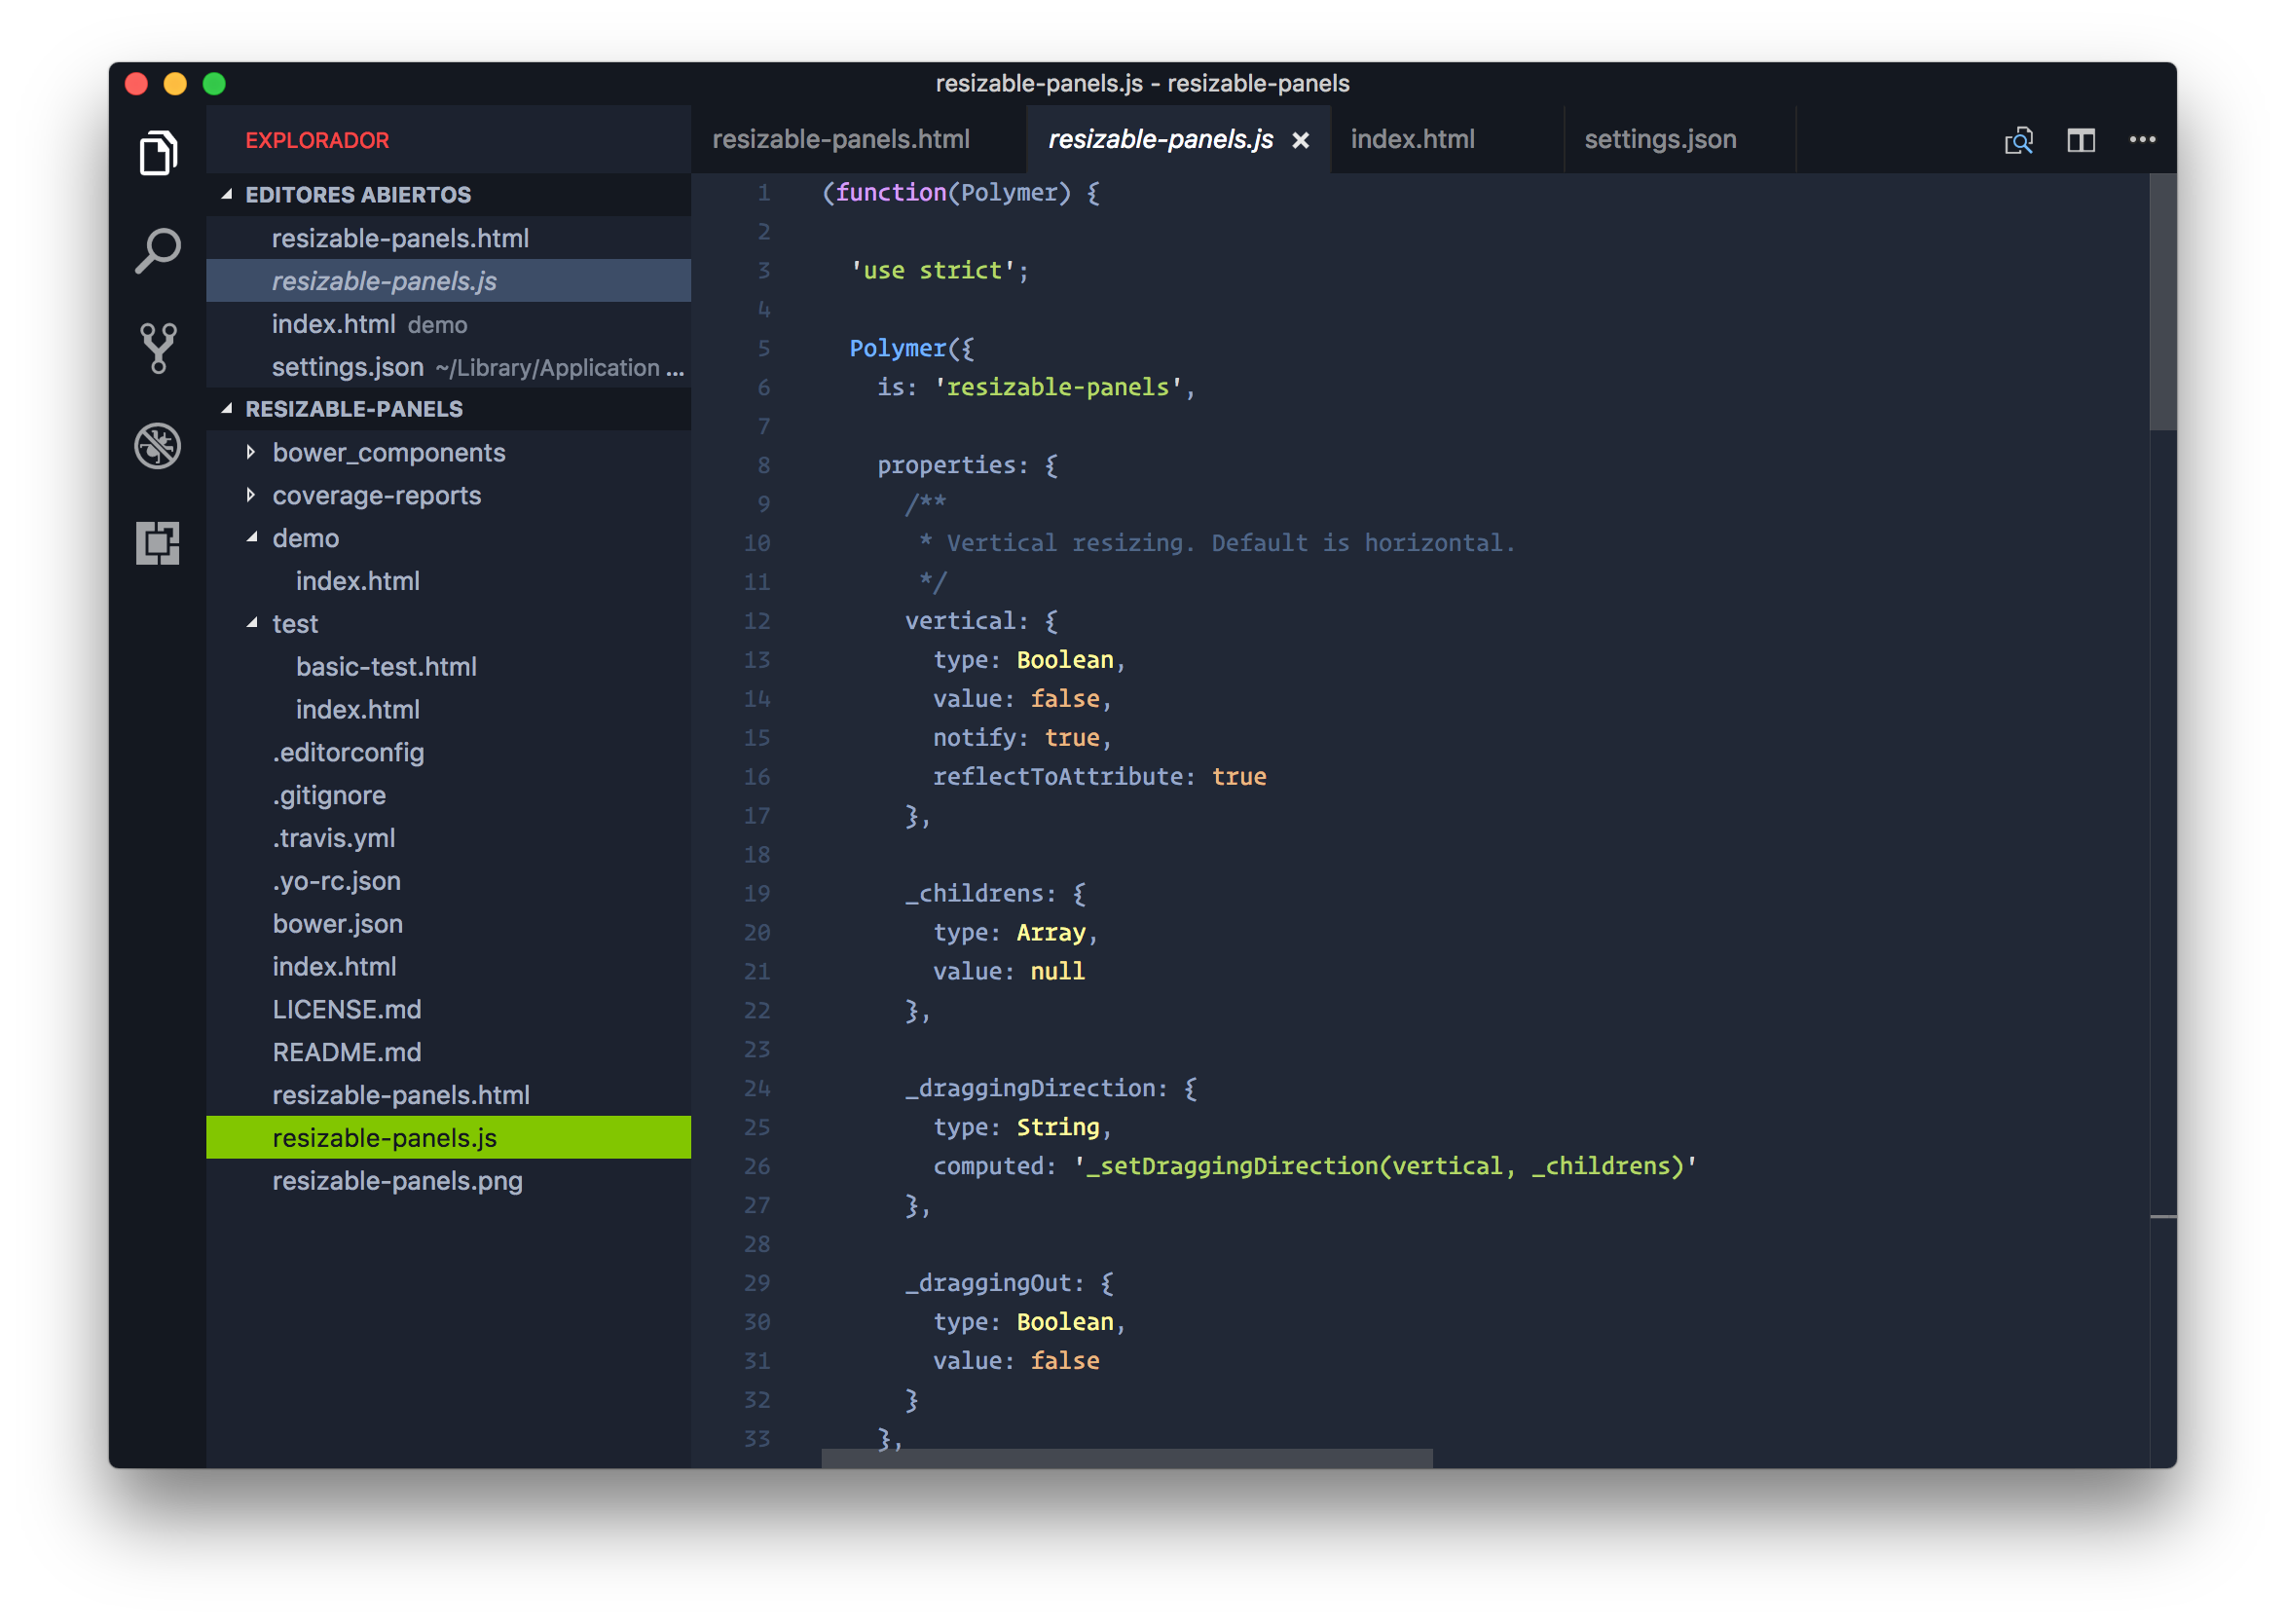 resizable-panels.js - resizable-panels
EXPLORADOR
EDITORES ABIERTOS
resizable-panels.html
resizable-panels.js
index.html demo
settings.json ~/Library/Application ...
RESIZABLE-PANELS
bower_components
coverage-reports
demo
index.html
test
basic-test.html
index.html
.editorconfig
.gitignore
.travis.yml
.yo-rc.json
bower.json
index.html
LICENSE.md
README.md
resizable-panels.html
resizable-panels.js
resizable-panels.png
resizable-panels.html resizable-panels.js index.html settings.json
1 (function(Polymer) {
2
3 'use strict';
4
5 Polymer({
6 is: 'resizable-panels',
7
8 properties: {
9 /**
10 * Vertical resizing. Default is horizontal.
11 */
12 vertical: {
13 type: Boolean,
14 value: false,
15 notify: true,
16 reflectToAttribute: true
17 },
18
19 _childrens: {
20 type: Array,
21 value: null
22 },
23
24 _draggingDirection: {
25 type: String,
26 computed: '_setDraggingDirection(vertical, _childrens)'
27 },
28
29 _draggingOut: {
30 type: Boolean,
31 value: false
32 }
33 },